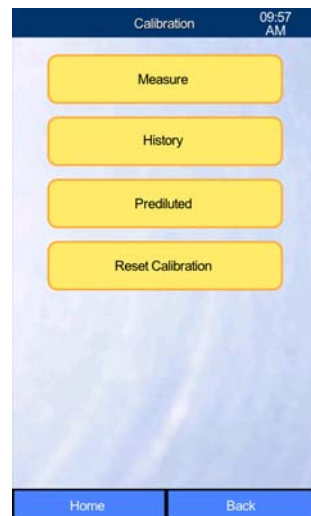 Calibration
09:57
AM
Measure
History
Prediluted
Reset Calibration
Home
Back